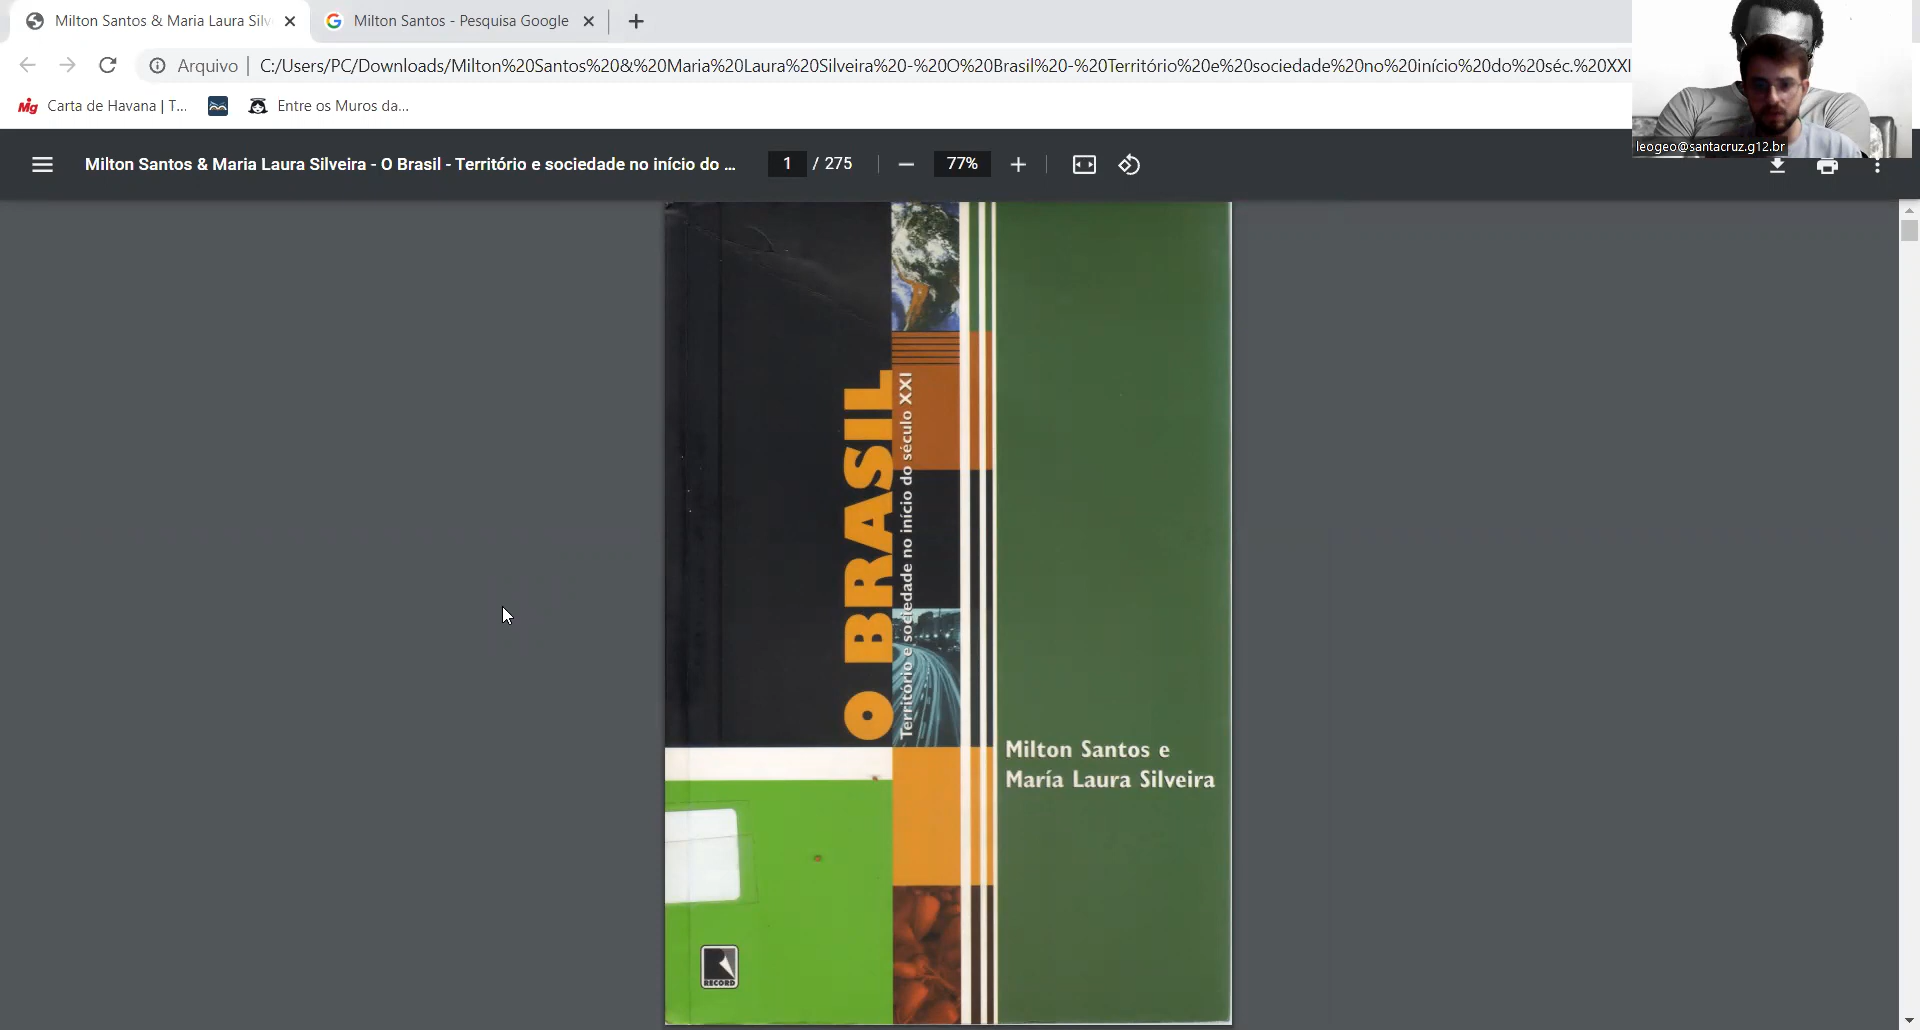 Milton Santos & Maria Laura Silv
Milton Santos - Pesquisa Google
Arquivo
C:/Users/PC/Downloads/Milton%20Santos%20&%20Maria%20Laura%20Silveira%20-%20O%20Brasil%20-%20Território%20e%20sociedade%20no%20início%20do%20séc.%20XXI
Mig
Carta de Havana | T...
Entre os Muros da...
leogeo@santacruz.g12.br
Milton Santos & Maria Laura Silveira - O Brasil - Território e sociedade no início do ...
1 / 275
77%
O BRASIL
Território e sociedade no início do século XXI
Milton Santos e
María Laura Silveira
RECORD